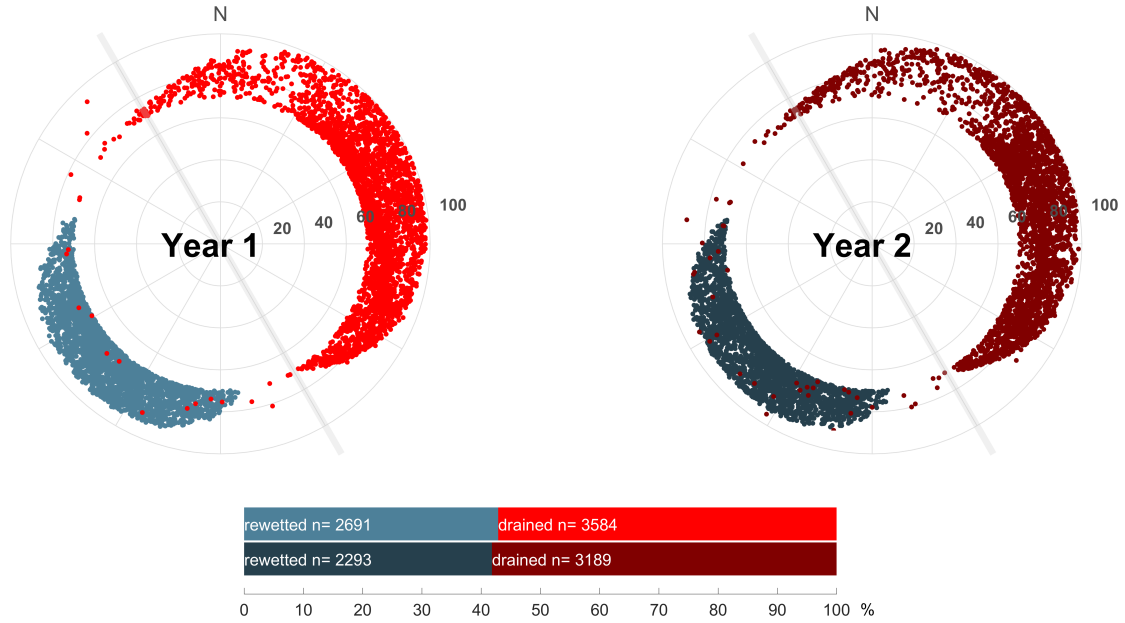 N
N
20 40 60 80 100
20 40 60 80 100
Year 1
Year 2
rewetted n= 2691 drained n= 3584
rewetted n= 2293 drained n= 3189
0 10 20 30 40 50 60 70 80 90 100 %